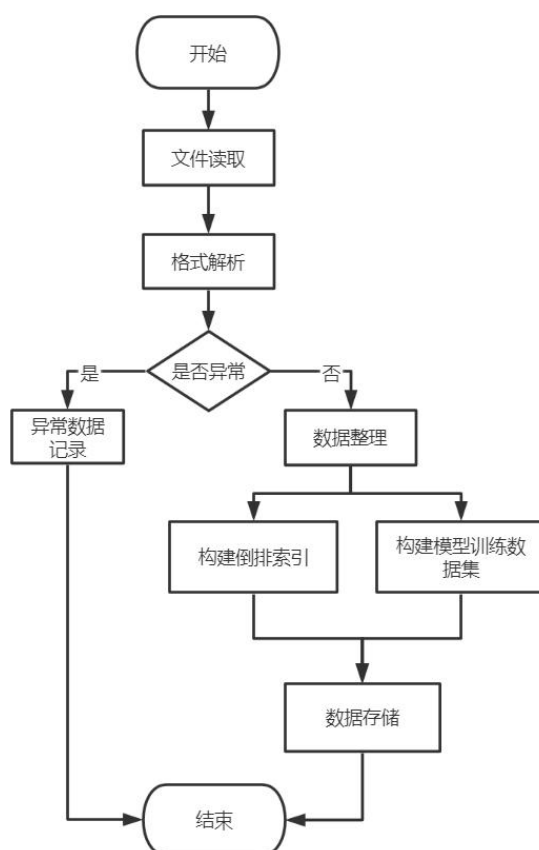 开始
文件读取
格式解析
是否异常
是
否
异常数据
记录
数据整理
构建倒排索引
构建模型训练数
据集
数据存储
结束